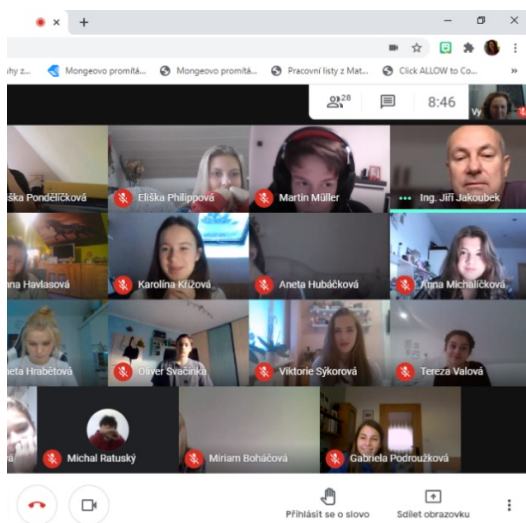 Mongeovo promítá...
Mongeovo promítá...
Pracovní listy z Mat...
Click ALLOW to Co...
28
8:46
Vy
Eliška Philippová
Martin Müller
Ing. Jiří Jakoubek
Karolína Křížová
Aneta Hubáčková
Anna Michalíčková
Oliver Svačinka
Viktorie Sýkorová
Tereza Valová
Michal Ratuský
Miriam Boháčová
Gabriela Podroužková
Přihlásit se o slovo
Sdílet obrazovku